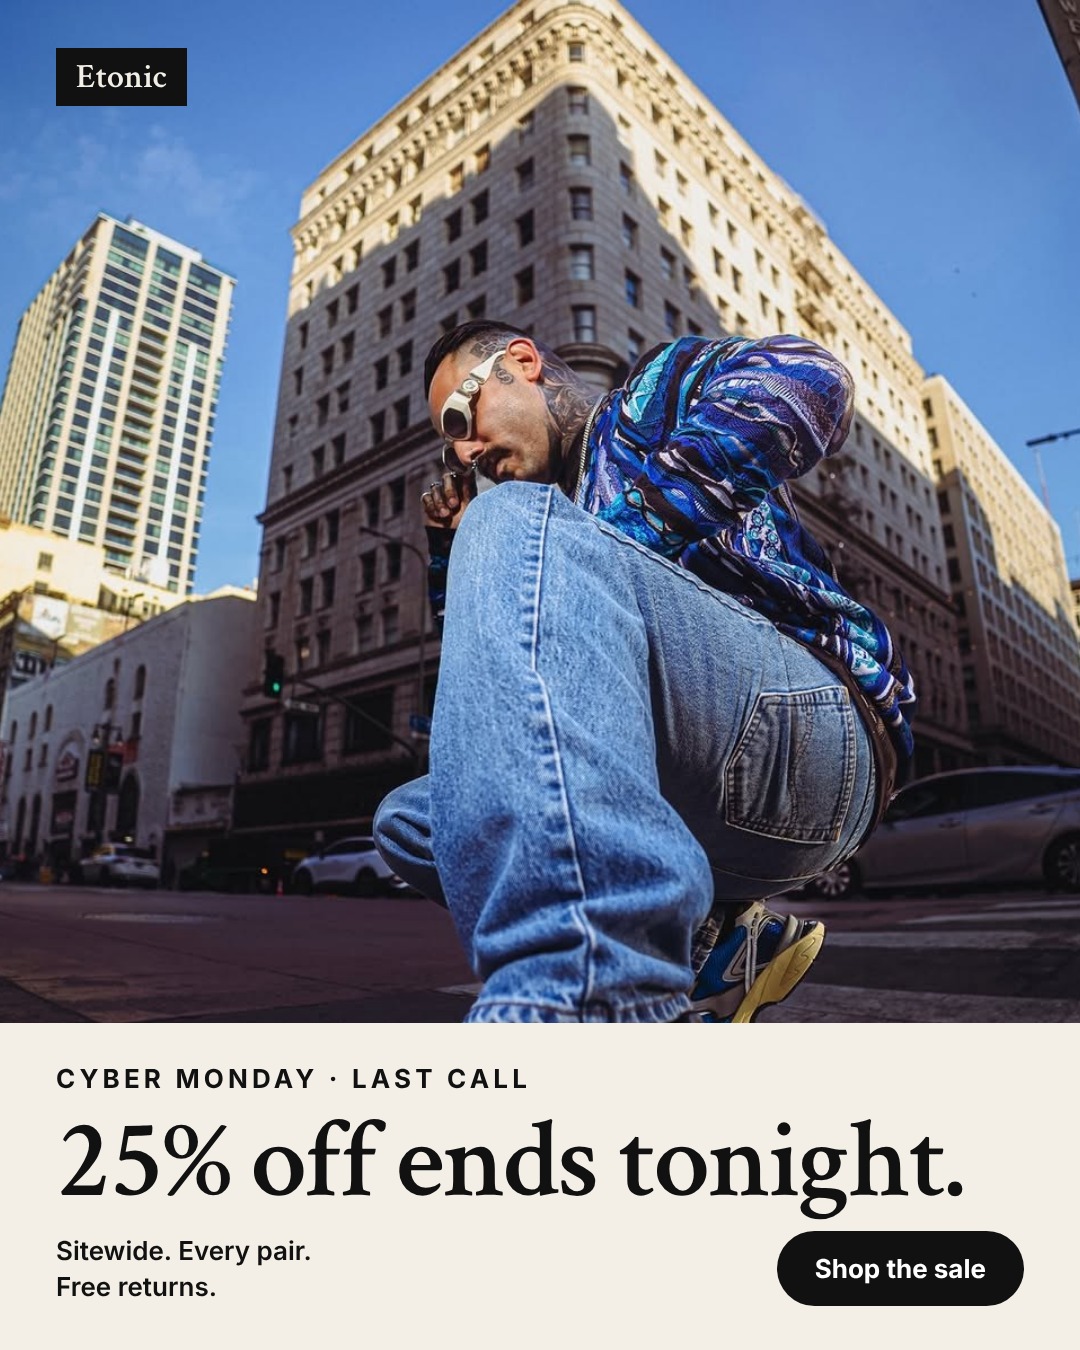 Etonic
CYBER MONDAY · LAST CALL
25% off ends tonight.
Sitewide. Every pair.
Free returns.
Shop the sale